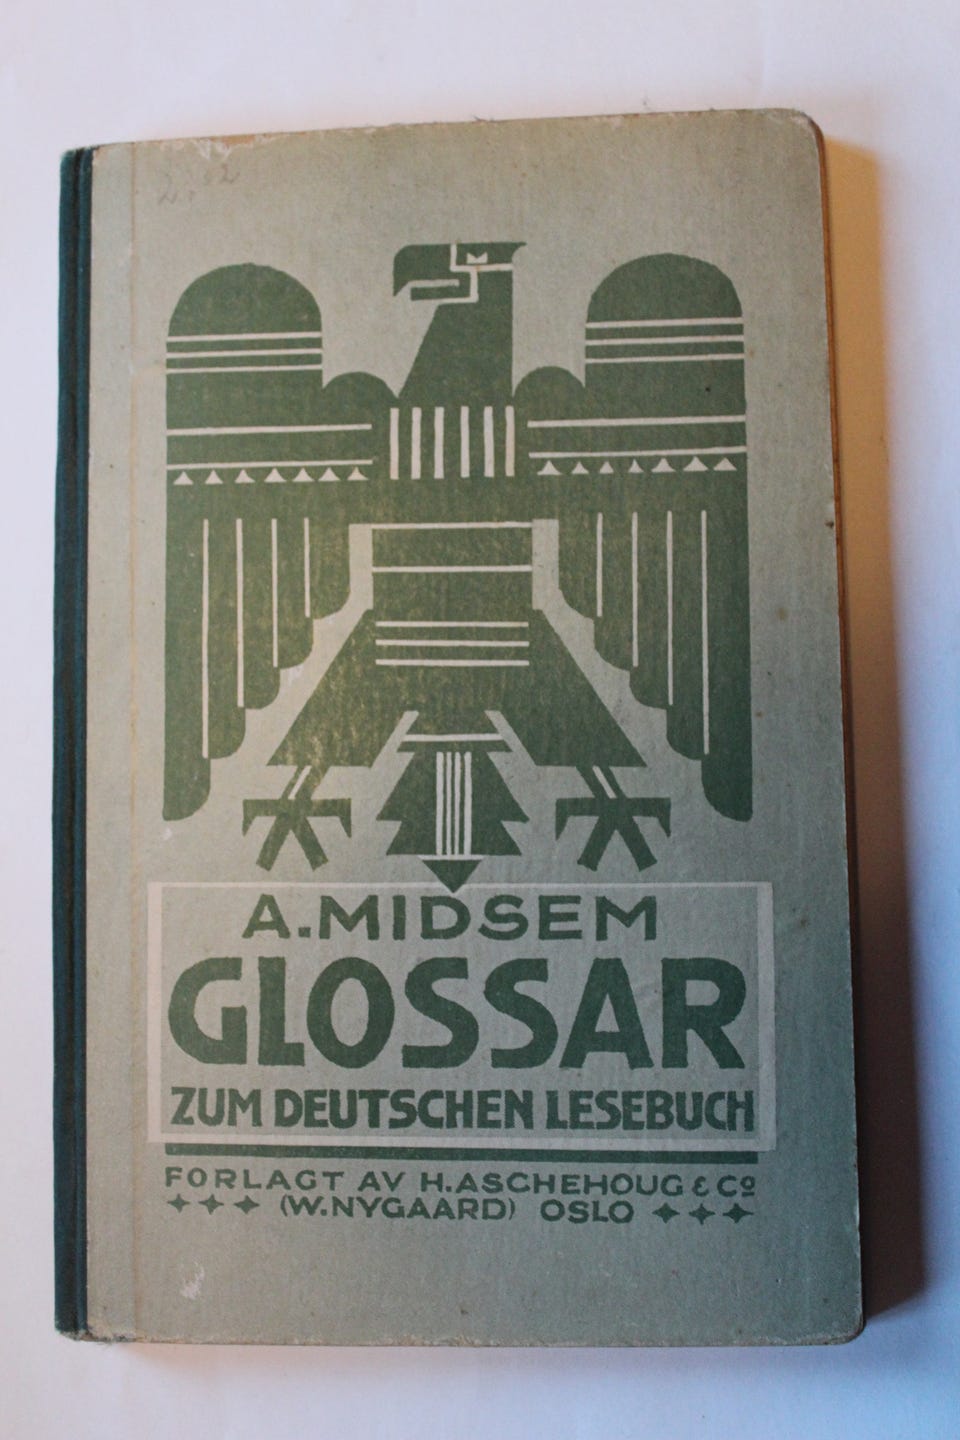 A. MIDSEM
GLOSSAR
ZUM DEUTSCHEN LESEBUCH
FORLAGT AV H. ASCHEHOUG & Cº
(W. NYGAARD) OSLO